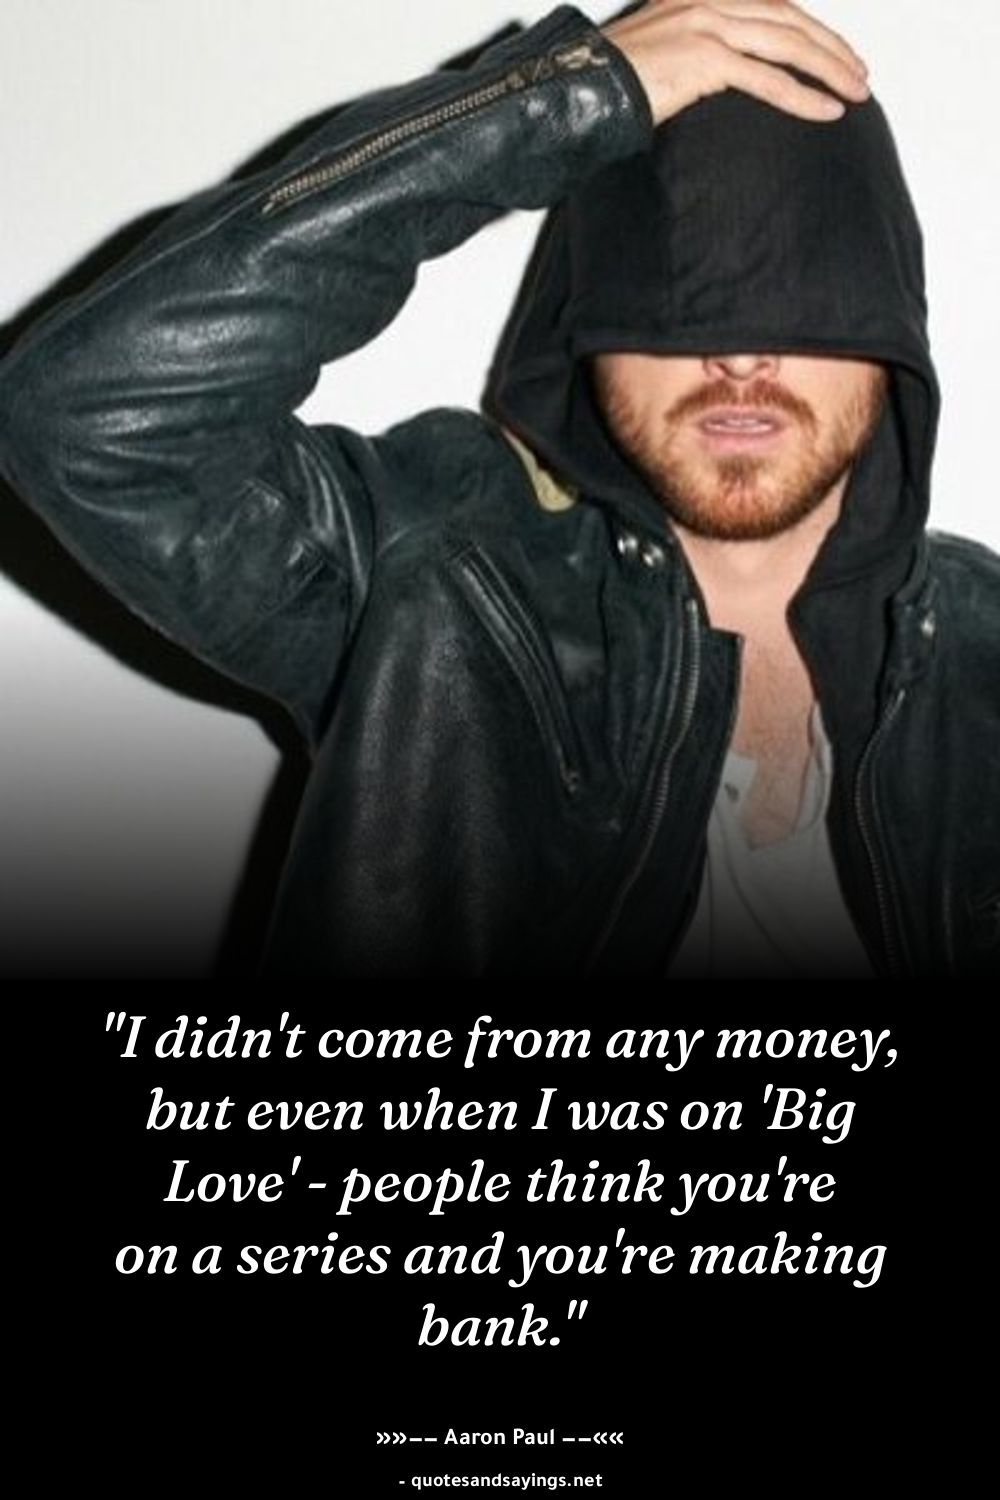 "I didn't come from any money,
but even when I was on 'Big
Love' - people think you're
on a series and you're making
bank."
»»−− Aaron Paul −−««
- quotesandsayings.net